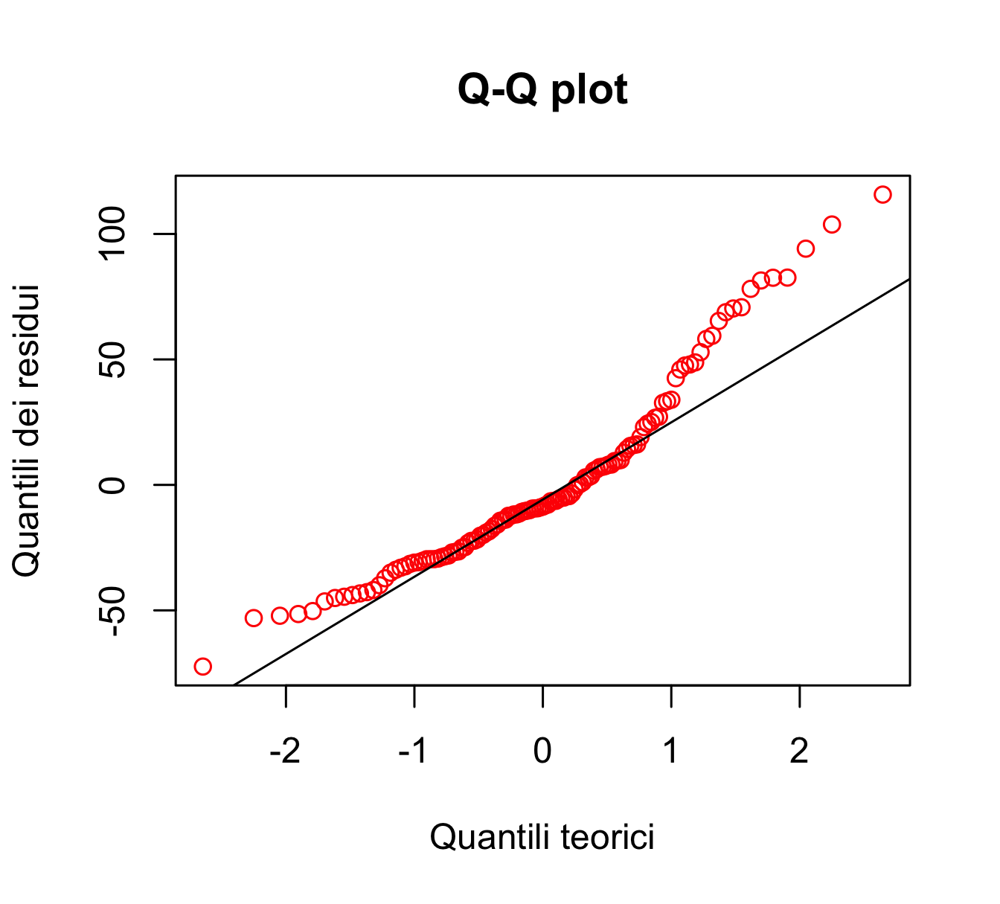 Q-Q plot
Quantili dei residui
100
50
0
-50
-2 -1 0 1 2
Quantili teorici